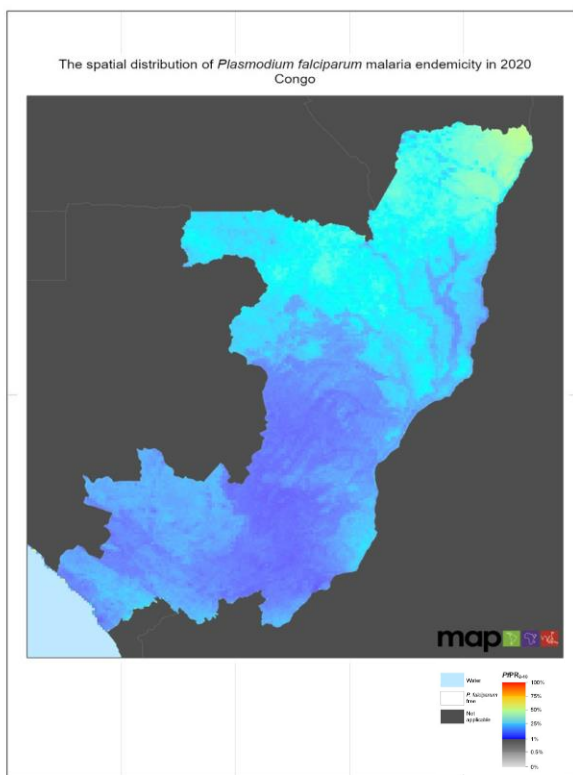 The spatial distribution of Plasmodium falciparum malaria endemicity in 2020
Congo
map
Water
P. falciparum
free
Not
applicable
100%
75%
50%
25%
1%
0.5%
0%